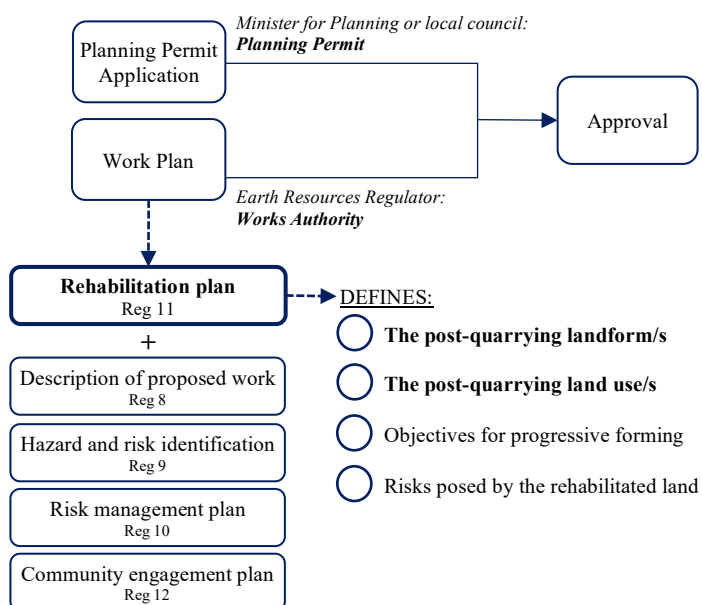 Minister for Planning or local council:
Planning Permit
Planning Permit
Application
Approval
Work Plan
Earth Resources Regulator:
Works Authority
Rehabilitation plan
Reg 11
DEFINES:
+
The post-quarrying landform/s
Description of proposed work
Reg 8
The post-quarrying land use/s
Hazard and risk identification
Reg 9
Objectives for progressive forming
Risk management plan
Reg 10
Risks posed by the rehabilitated land
Community engagement plan
Reg 12